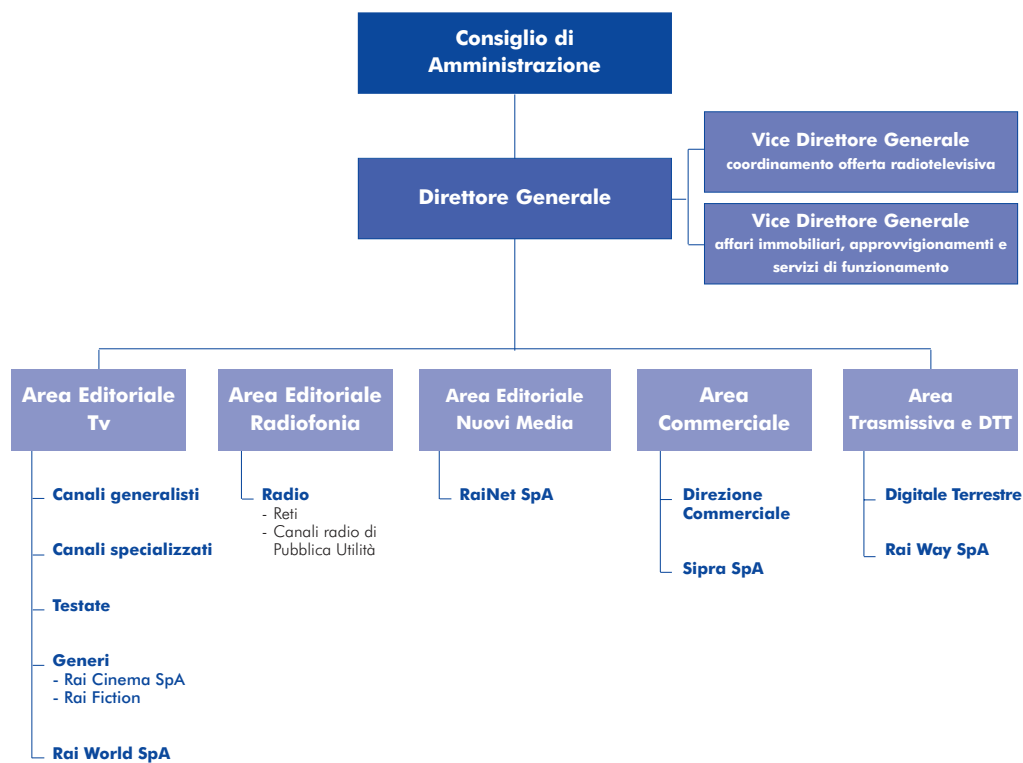 Consiglio di
Amministrazione
Vice Direttore Generale
coordinamento offerta radiotelevisiva
Direttore Generale
Vice Direttore Generale
affari immobiliari, approvvigionamenti e
servizi di funzionamento
Area Editoriale
Tv
Canali generalisti
Canali specializzati
Testate
Generi
- Rai Cinema SpA
- Rai Fiction
Rai World SpA
Area Editoriale
Radiofonia
Radio
- Reti
- Canali radio di
Pubblica Utilità
Area Editoriale
Nuovi Media
RaiNet SpA
Area
Commerciale
Direzione
Commerciale
Sipra SpA
Area
Trasmissiva e DTT
Digitale Terrestre
Rai Way SpA